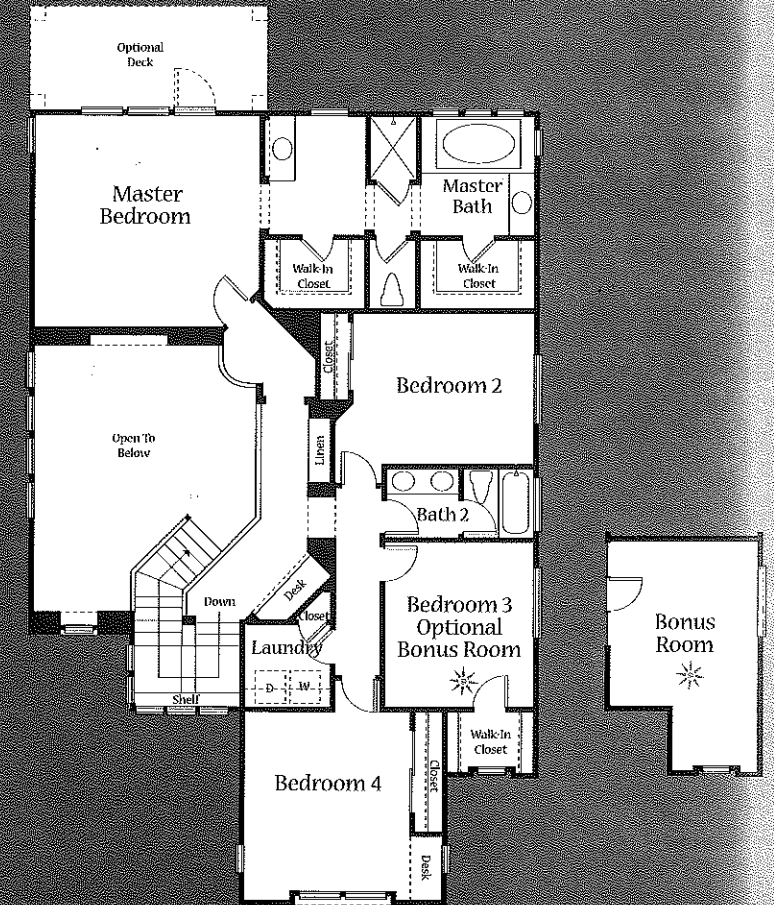 Optional
Deck
Master
Bedroom
Master
Bath
Walk-In
Closet
Walk-In
Closet
Closet
Bedroom 2
Open To
Below
Linen
Bath 2
Desk
Down
Closet
Bedroom 3
Optional
Bonus Room
Bonus
Room
Laundry
D
W
Shelf
Walk-In
Closet
Bedroom 4
Closet
Desk